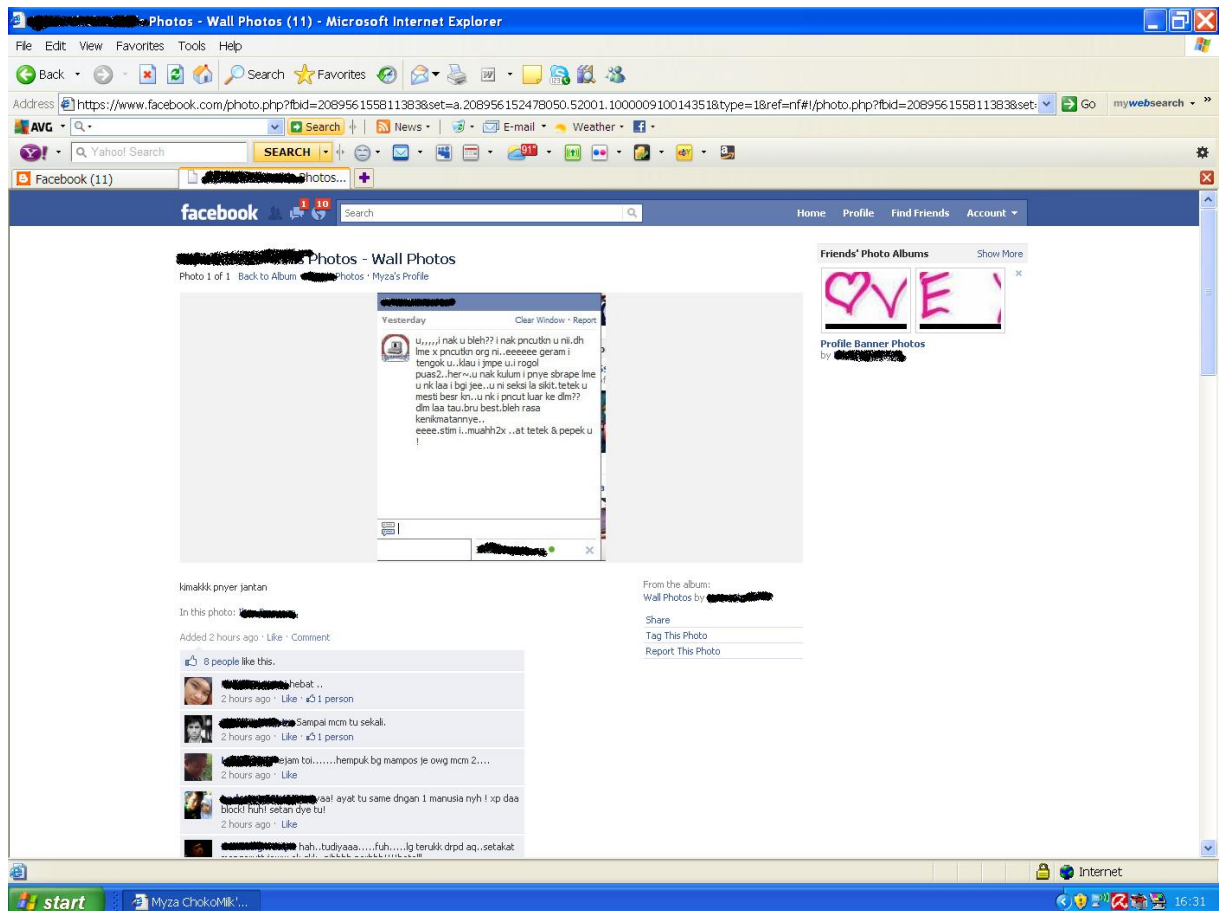 Photos - Wall Photos (11) - Microsoft Internet Explorer
File Edit View Favorites Tools Help
Back Search Favorites
Address https://www.facebook.com/photo.php?fbid=208956155811383&set=a.208956152478050.52001.100000910014351&type=1&ref=nf#!/photo.php?fbid=208956155811383&set: Go mywebsearch
AVG Search News E-mail Weather
Y! Yahoo! Search SEARCH 911
Facebook (11) Photos...
facebook 1 10 Search Home Profile Find Friends Account
Photos - Wall Photos
Photo 1 of 1 Back to Album Photos · Myza's Profile
Yesterday Clear Window · Report
u,,,,,i nak u bleh?? i nak pncutkn u nii.dh
lme x pncutkn org ni..eeeeee geram i
tengok u..klau i jmpe u.i rogol
puas2..her~.u nak kulum i pnye sbrape lme
u nk laa i bgi jee..u ni seksi la sikit.tetek u
mesti besr kn..u nk i pncut luar ke dlm??
dlm laa tau.bru best.bleh rasa
kenikmatannye..
eeee.stim i..muahh2x ..at tetek & pepek u
!
Friends' Photo Albums Show More
Profile Banner Photos
by
kimakkk pnyer jantan
In this photo:
Added 2 hours ago · Like · Comment
From the album:
Wall Photos by
Share
Tag This Photo
Report This Photo
8 people like this.
hebat ..
2 hours ago · Like · 1 person
Sampai mcm tu sekali.
2 hours ago · Like · 1 person
ejam toi.......hempuk bg mampos je owg mcm 2....
2 hours ago · Like
yaa! ayat tu same dngan 1 manusia nyh ! xp daa
block! huh! setan dye tu!
2 hours ago · Like
hah..tudiyaaa.....fuh.....lg terukk drpd aq..setakat
Internet
start Myza ChokoMilk'... 16:31